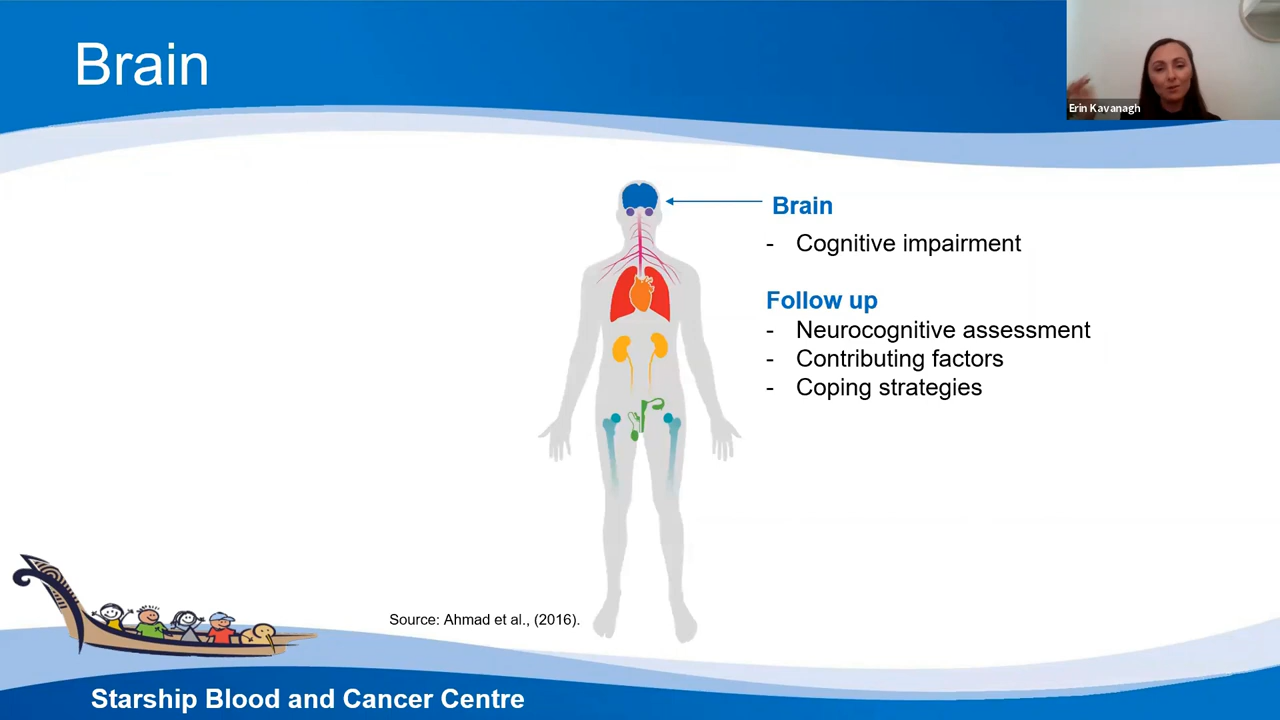 Brain
Erin Kavanagh
Brain
- Cognitive impairment
Follow up
- Neurocognitive assessment
- Contributing factors
- Coping strategies
Source: Ahmad et al., (2016).
Starship Blood and Cancer Centre